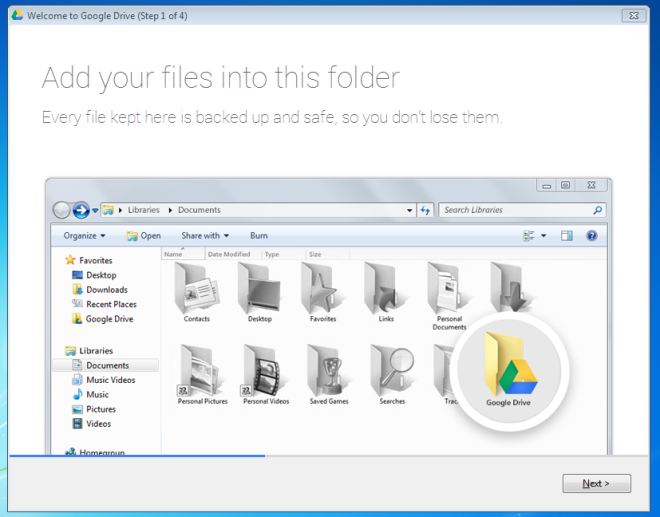 Welcome to Google Drive (Step 1 of 4)
Add your files into this folder
Every file kept here is backed up and safe, so you don't lose them.
Libraries Documents
Search Libraries
Organize Open Share with Burn
Name Date Modified Type Size
Favorites
Desktop
Downloads
Recent Places
Google Drive
Libraries
Documents
Music Videos
Music
Pictures
Videos
Homegroup
Contacts Desktop Favorites Links Personal Documents
Personal Pictures Personal Videos Saved Games Searches
Google Drive
Next >